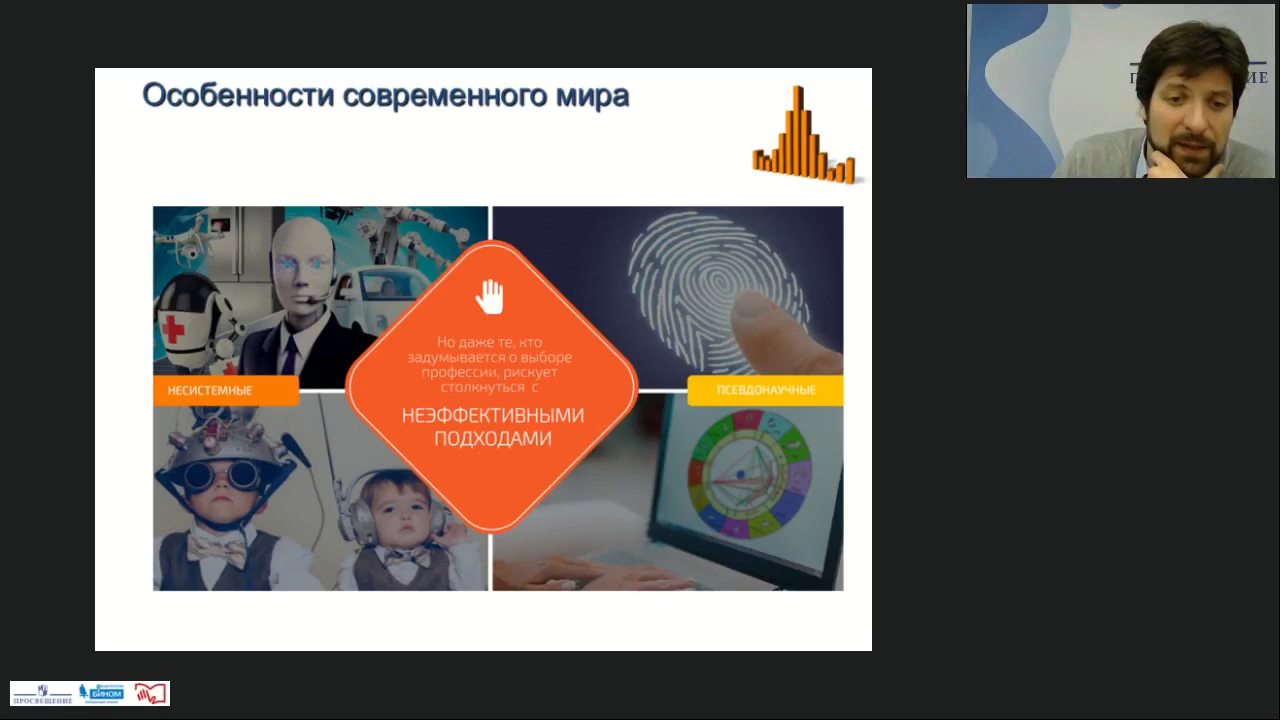 Особенности современного мира
Но даже те, кто
задумывается о выборе
профессии, рискует
столкнуться с
НЕЭФФЕКТИВНЫМИ
ПОДХОДАМИ
НЕСИСТЕМНЫЕ
ПСЕВДОНАУЧНЫЕ
ПРОСВЕЩЕНИЕ
БИНОМ